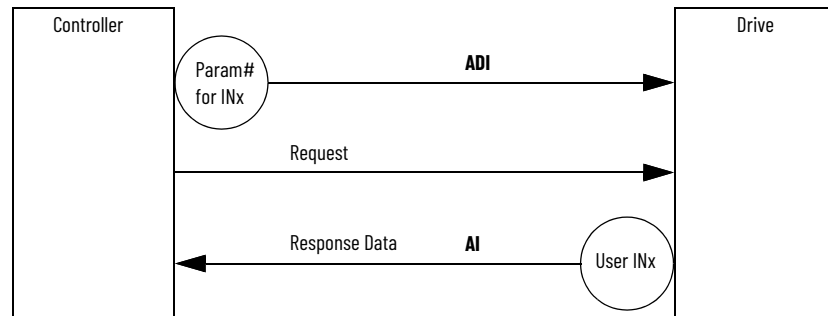 Controller
Drive
Param#
for INx
ADI
Request
Response Data AI
User INx